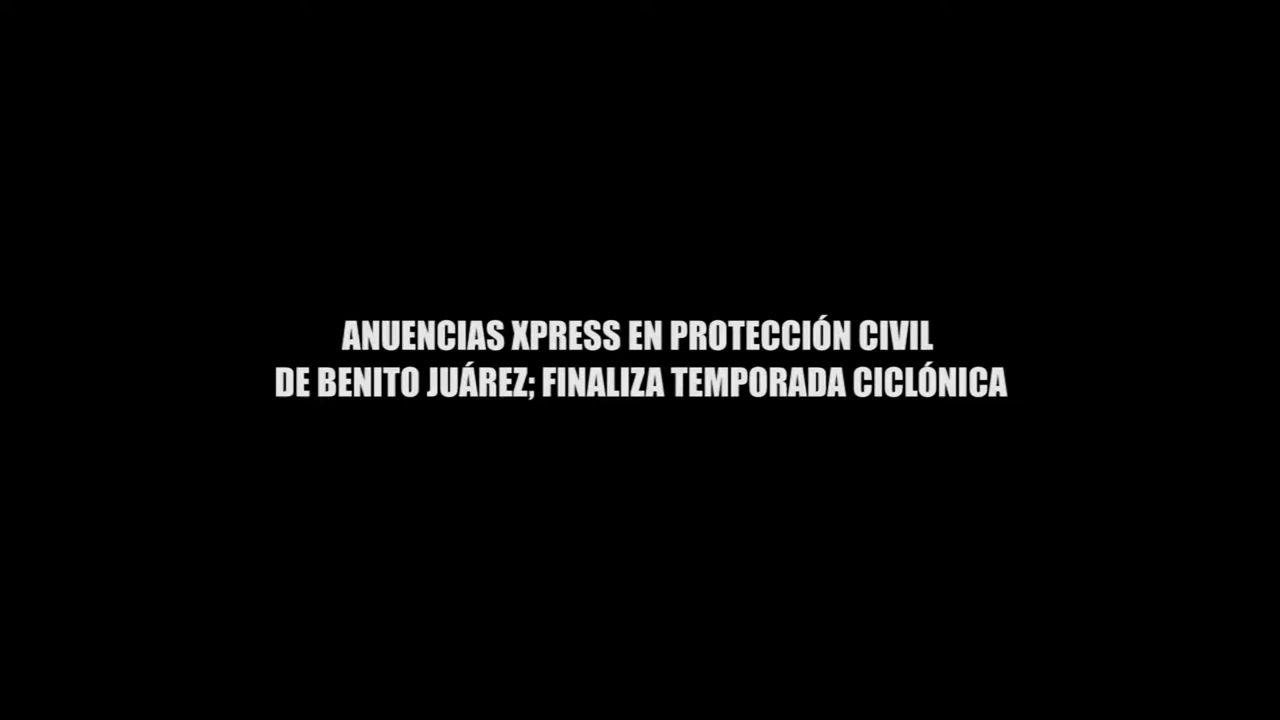 ANUENCIAS XPRESS EN PROTECCIÓN CIVIL
DE BENITO JUÁREZ; FINALIZA TEMPORADA CICLÓNICA